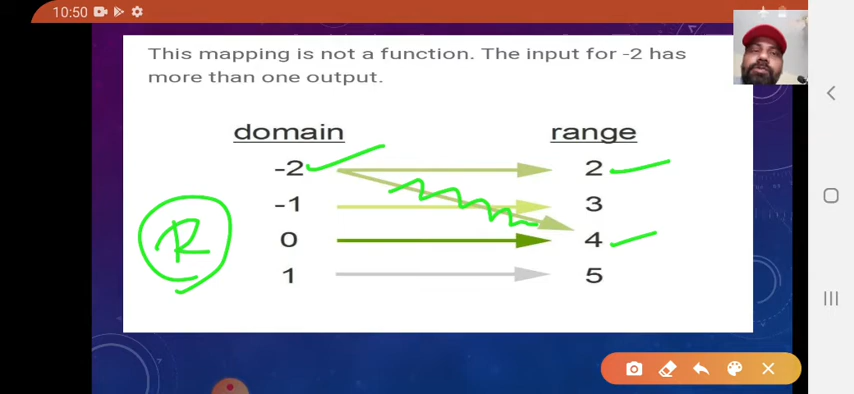 10:50
This mapping is not a function. The input for -2 has
more than one output.
domain range
-2 2
-1 3
0 4
1 5
R